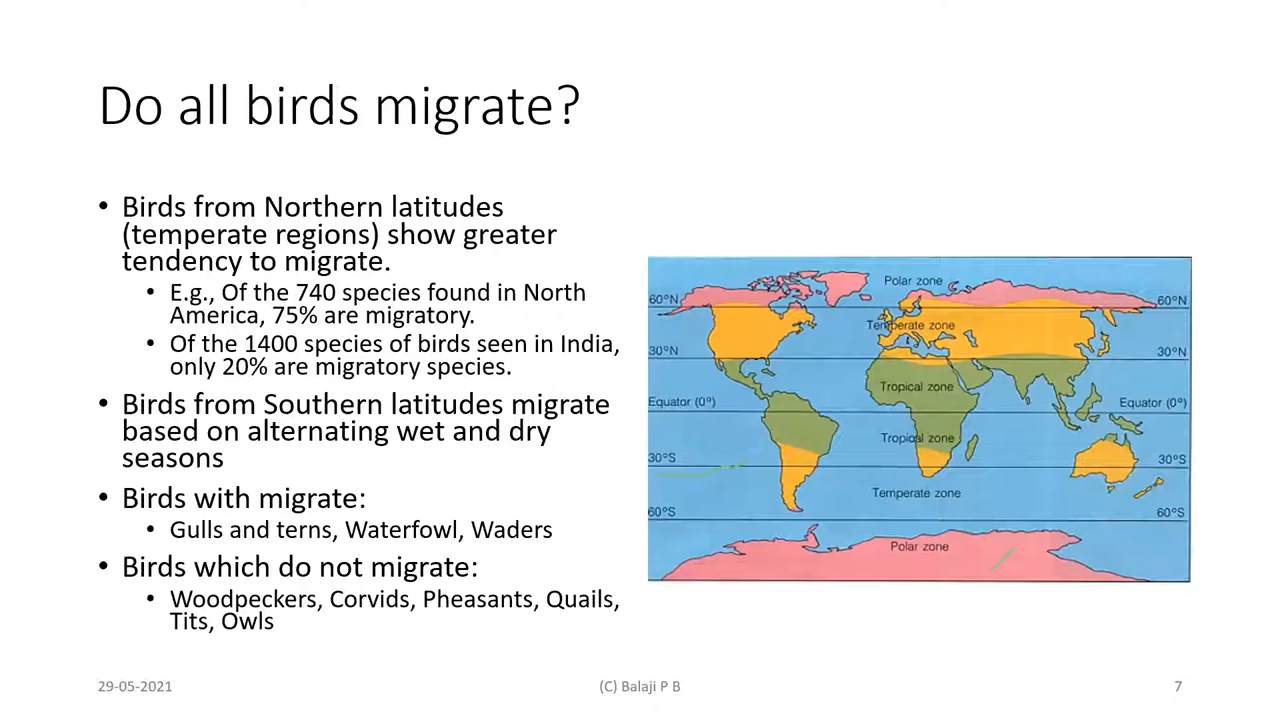 Do all birds migrate?
• Birds from Northern latitudes
(temperate regions) show greater
tendency to migrate.
• E.g., Of the 740 species found in North
America, 75% are migratory.
• Of the 1400 species of birds seen in India,
only 20% are migratory species.
• Birds from Southern latitudes migrate
based on alternating wet and dry
seasons
• Birds with migrate:
• Gulls and terns, Waterfowl, Waders
• Birds which do not migrate:
• Woodpeckers, Corvids, Pheasants, Quails,
Tits, Owls
Polar zone
60°N 60°N
Temperate zone
30°N 30°N
Tropical zone
Equator (0°) Equator (0°)
Tropical zone
30°S 30°S
Temperate zone
60°S 60°S
Polar zone
29-05-2021 (C) Balaji P B 7